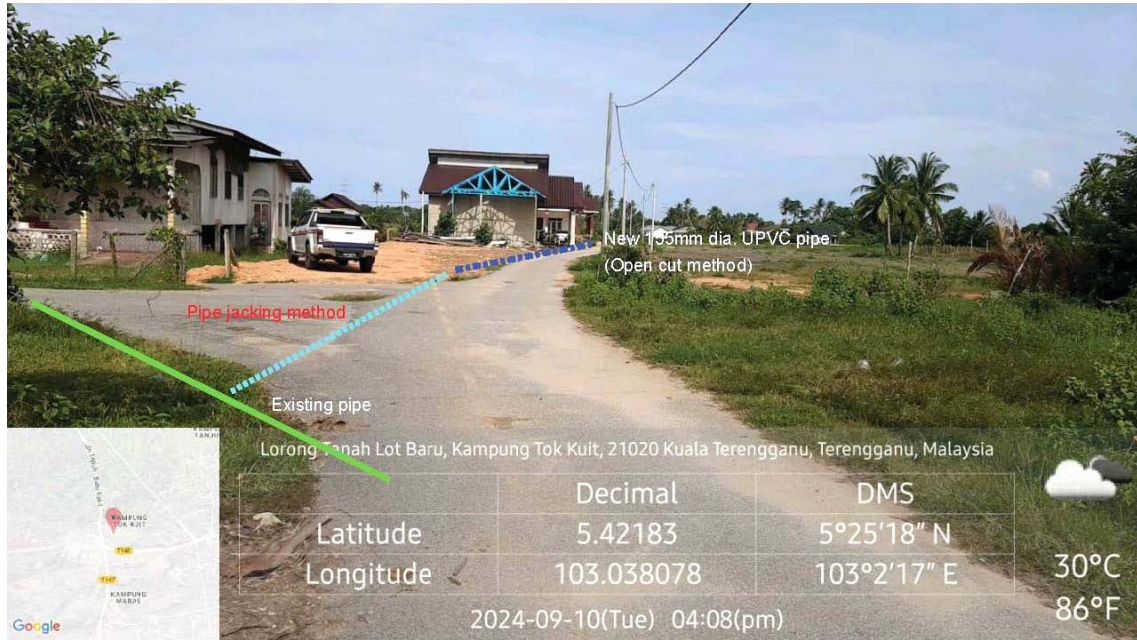 New 155mm dia. UPVC pipe
(Open cut method)
Pipe jacking method
Existing pipe
Lorong Tanah Lot Baru, Kampung Tok Kuit, 21020 Kuala Terengganu, Terengganu, Malaysia
Decimal DMS
Latitude 5.42183 5°25'18" N
Longitude 103.038078 103°2'17" E
2024-09-10(Tue) 04:08(pm)
30°C
86°F
KAMPUNG
TOK KUIT
KAMPUNG
MARAS
Google